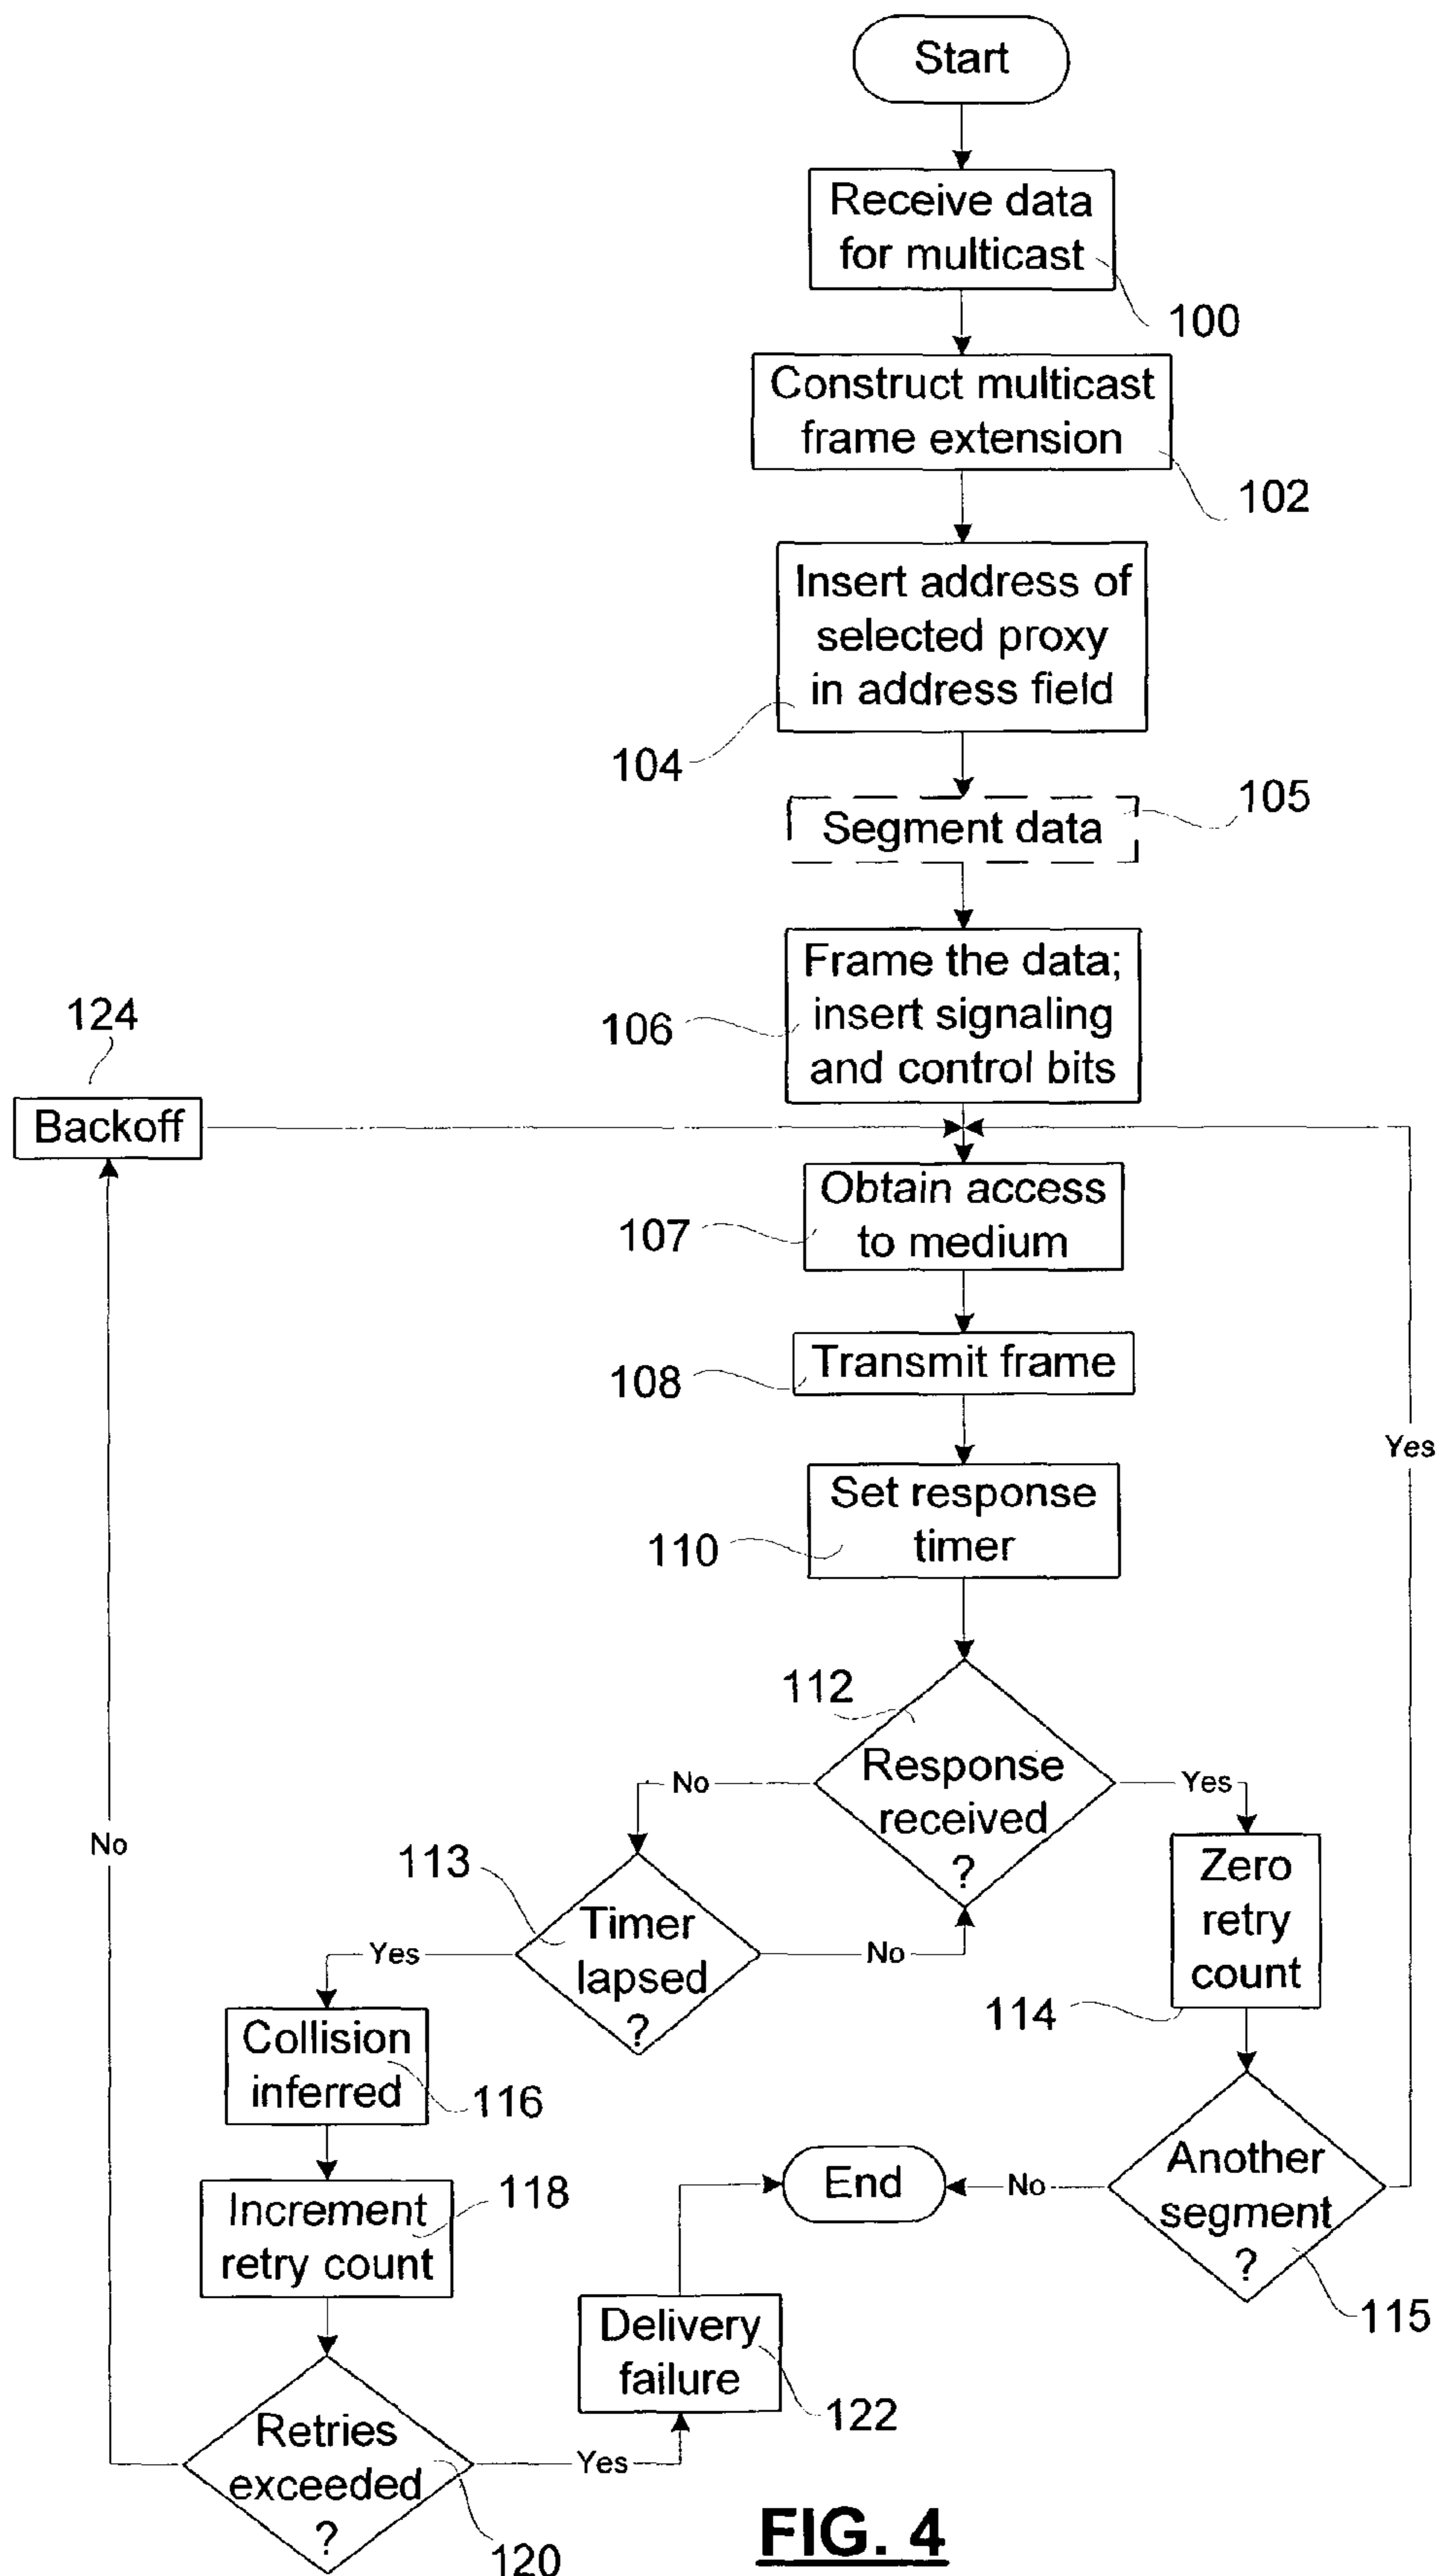 Start
Receive data
for multicast
100
Construct multicast
frame extension
102
Insert address of
selected proxy
in address field
104
105
Segment data
Frame the data;
insert signaling
and control bits
106
124
Backoff
Obtain access
to medium
107
Transmit frame
108
Yes
Set response
timer
110
112
Response
received
?
No
Yes
No
113
Timer
lapsed
?
Yes
No
Zero
retry
count
114
Collision
inferred
116
Another
segment
?
115
No
End
Increment
retry count
118
Delivery
failure
122
Retries
exceeded
?
120
Yes
FIG. 4